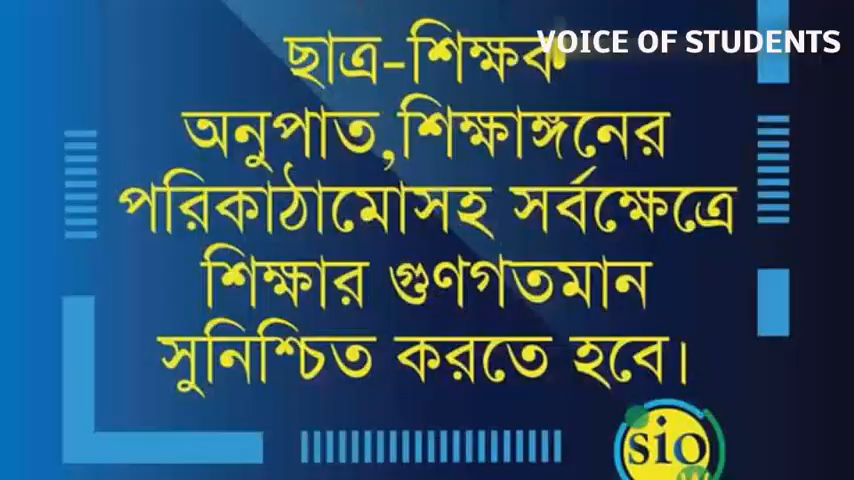 VOICE OF STUDENTS
ছাত্র-শিক্ষক
অনুপাত,শিক্ষাঙ্গনের
পরিকাঠামোসহ সর্বক্ষেত্রে
শিক্ষার গুণগতমান
সুনিশ্চিত করতে হবে।
sio